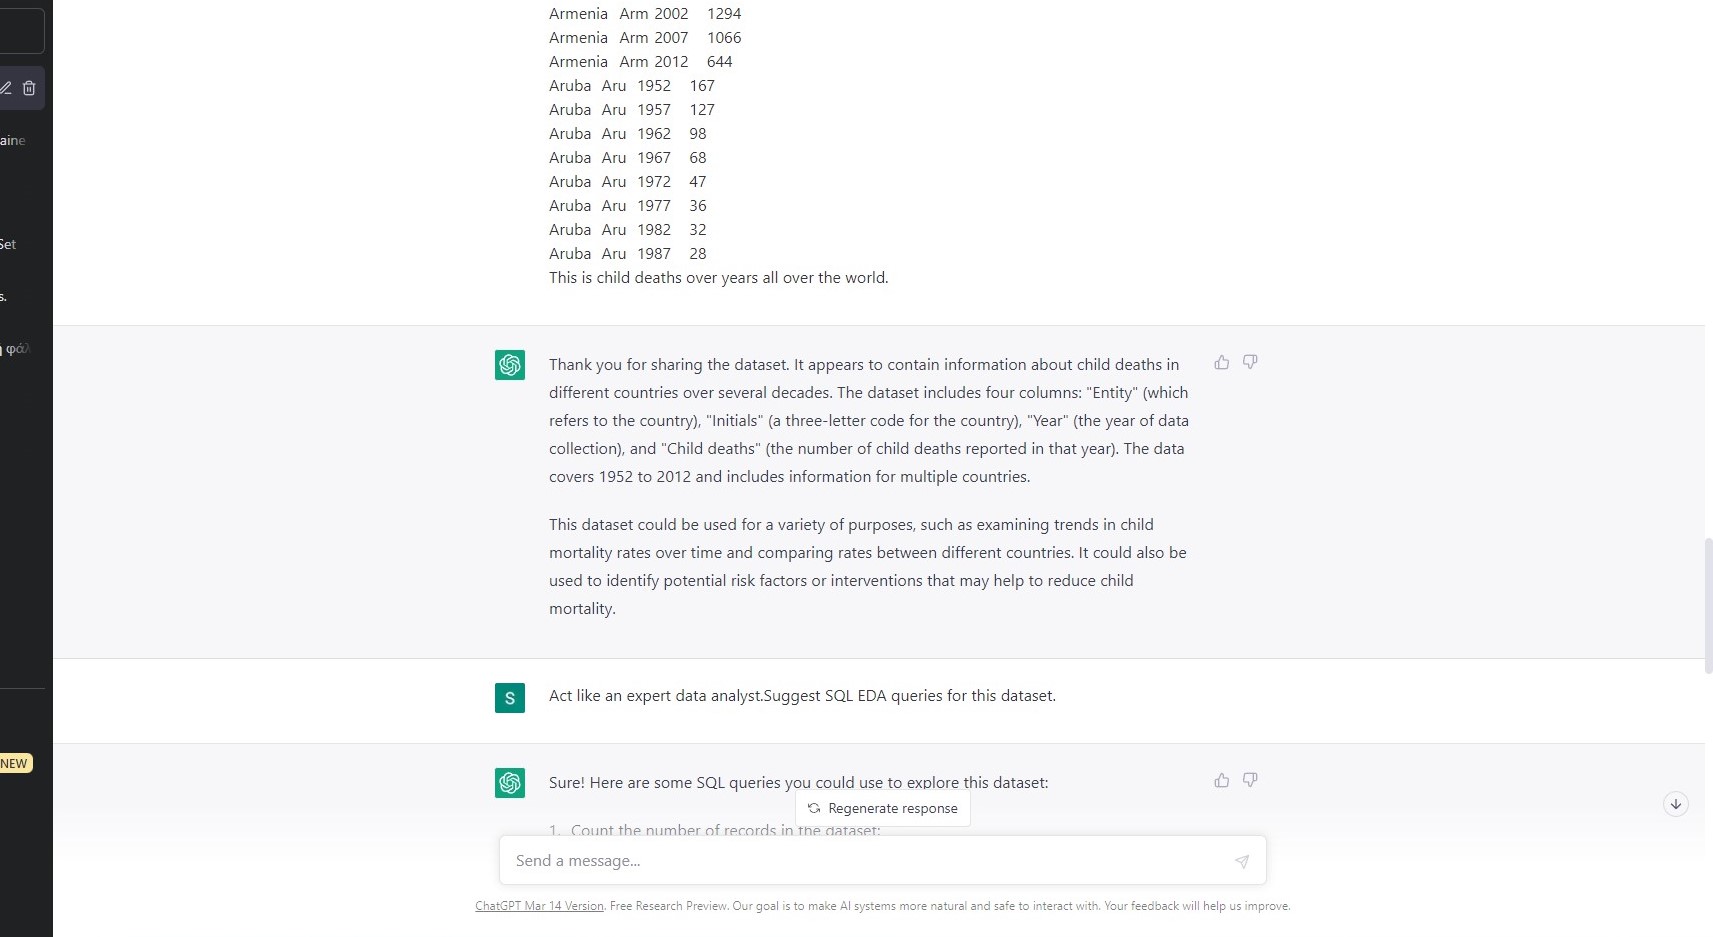 Armenia Arm 2002 1294
Armenia Arm 2007 1066
Armenia Arm 2012 644
Aruba Aru 1952 167
Aruba Aru 1957 127
Aruba Aru 1962 98
Aruba Aru 1967 68
Aruba Aru 1972 47
Aruba Aru 1977 36
Aruba Aru 1982 32
Aruba Aru 1987 28
This is child deaths over years all over the world.
aine
Set
s.
φάλ
NEW
Thank you for sharing the dataset. It appears to contain information about child deaths in
different countries over several decades. The dataset includes four columns: "Entity" (which
refers to the country), "Initials" (a three-letter code for the country), "Year" (the year of data
collection), and "Child deaths" (the number of child deaths reported in that year). The data
covers 1952 to 2012 and includes information for multiple countries.
This dataset could be used for a variety of purposes, such as examining trends in child
mortality rates over time and comparing rates between different countries. It could also be
used to identify potential risk factors or interventions that may help to reduce child
mortality.
S
Act like an expert data analyst.Suggest SQL EDA queries for this dataset.
Sure! Here are some SQL queries you could use to explore this dataset:
Regenerate response
1. Count the number of records in the dataset:
Send a message...
ChatGPT Mar 14 Version. Free Research Preview. Our goal is to make AI systems more natural and safe to interact with. Your feedback will help us improve.